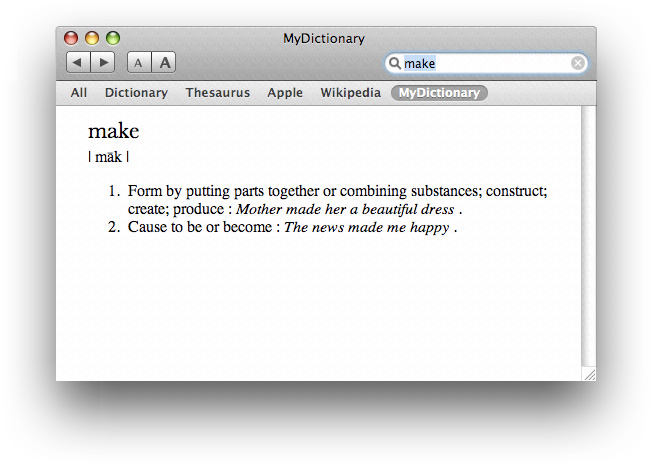 MyDictionary
A A
make
All Dictionary Thesaurus Apple Wikipedia MyDictionary
make
| māk |
1. Form by putting parts together or combining substances; construct;
create; produce : Mother made her a beautiful dress .
2. Cause to be or become : The news made me happy .